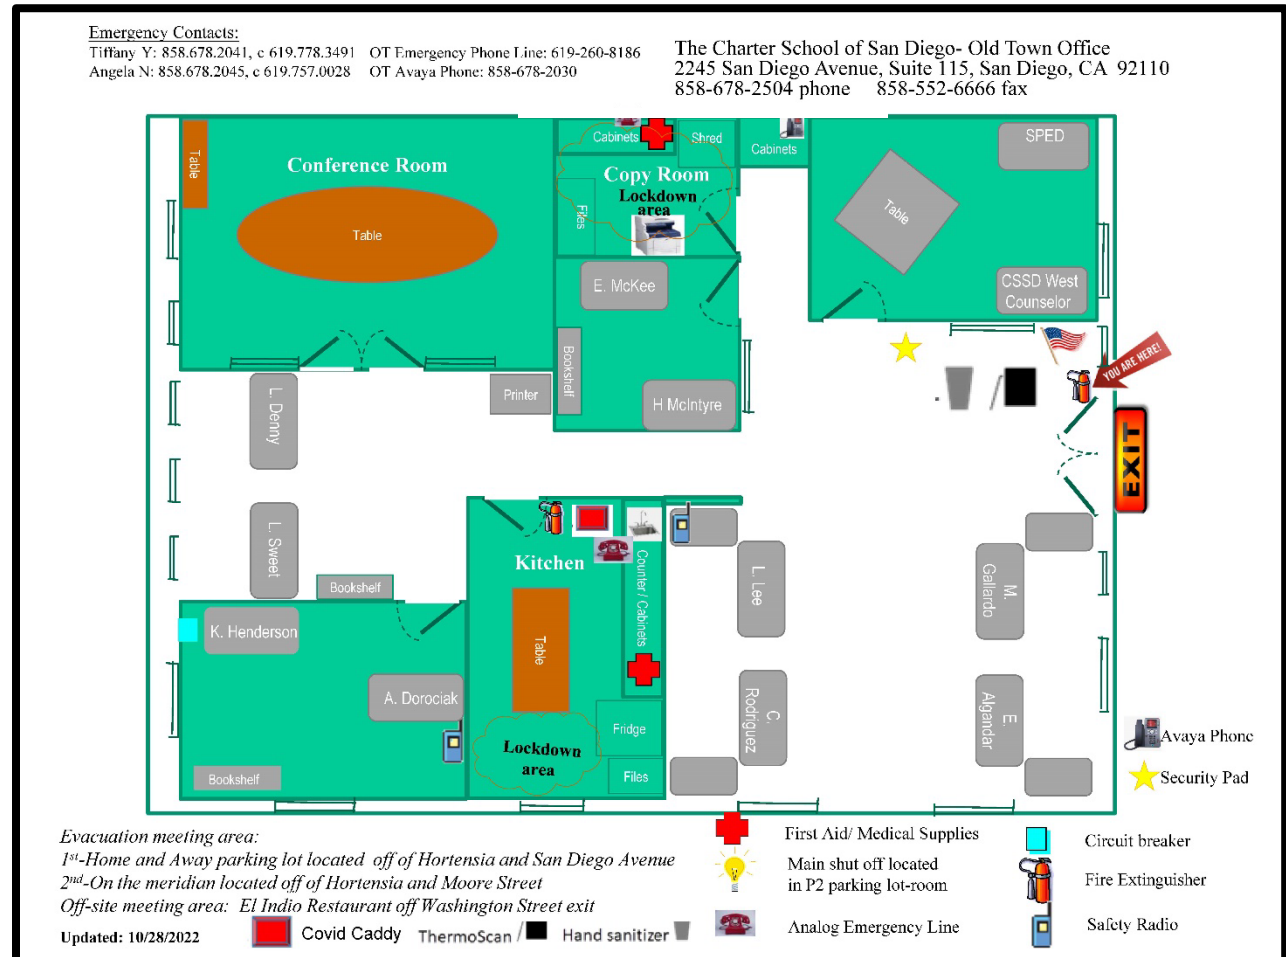 Emergency Contacts:
Tiffany Y: 858.678.2041, c 619.778.3491 OT Emergency Phone Line: 619-260-8186
Angela N: 858.678.2045, c 619.757.0028 OT Avaya Phone: 858-678-2030
The Charter School of San Diego- Old Town Office
2245 San Diego Avenue, Suite 115, San Diego, CA 92110
858-678-2504 phone 858-552-6666 fax
Table
Conference Room
Table
Cabinets
Shred
Copy Room
Lockdown
area
Files
Cabinets
SPED
Table
CSSD West
Counselor
E. McKee
Bookshelf
H McIntyre
YOU ARE HERE!
EXIT
L. Denny
Printer
L. Sweet
Bookshelf
Kitchen
Counter / Cabinets
Table
L. Lee
M.
Gallardo
K. Henderson
A. Dorociak
C.
Rodriguez
E.
Algandar
Fridge
Lockdown
area
Files
Bookshelf
Avaya Phone
Security Pad
Evacuation meeting area:
1st-Home and Away parking lot located off of Hortensia and San Diego Avenue
2nd-On the meridian located off of Hortensia and Moore Street
Off-site meeting area: El Indio Restaurant off Washington Street exit
Updated: 10/28/2022
Covid Caddy
ThermoScan
Hand sanitizer
First Aid/ Medical Supplies
Main shut off located
in P2 parking lot-room
Analog Emergency Line
Circuit breaker
Fire Extinguisher
Safety Radio